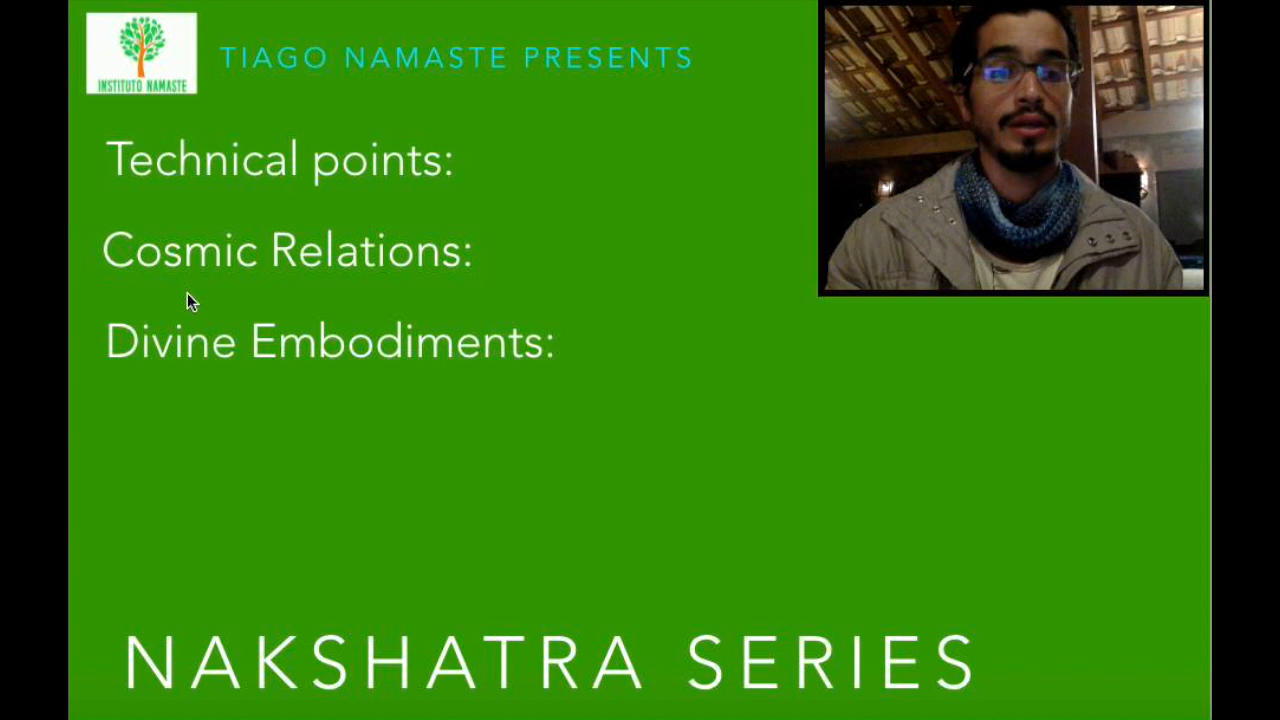 INSTITUTO NAMASTE
TIAGO NAMASTE PRESENTS
Technical points:
Cosmic Relations:
Divine Embodiments:
NAKSHATRA SERIES